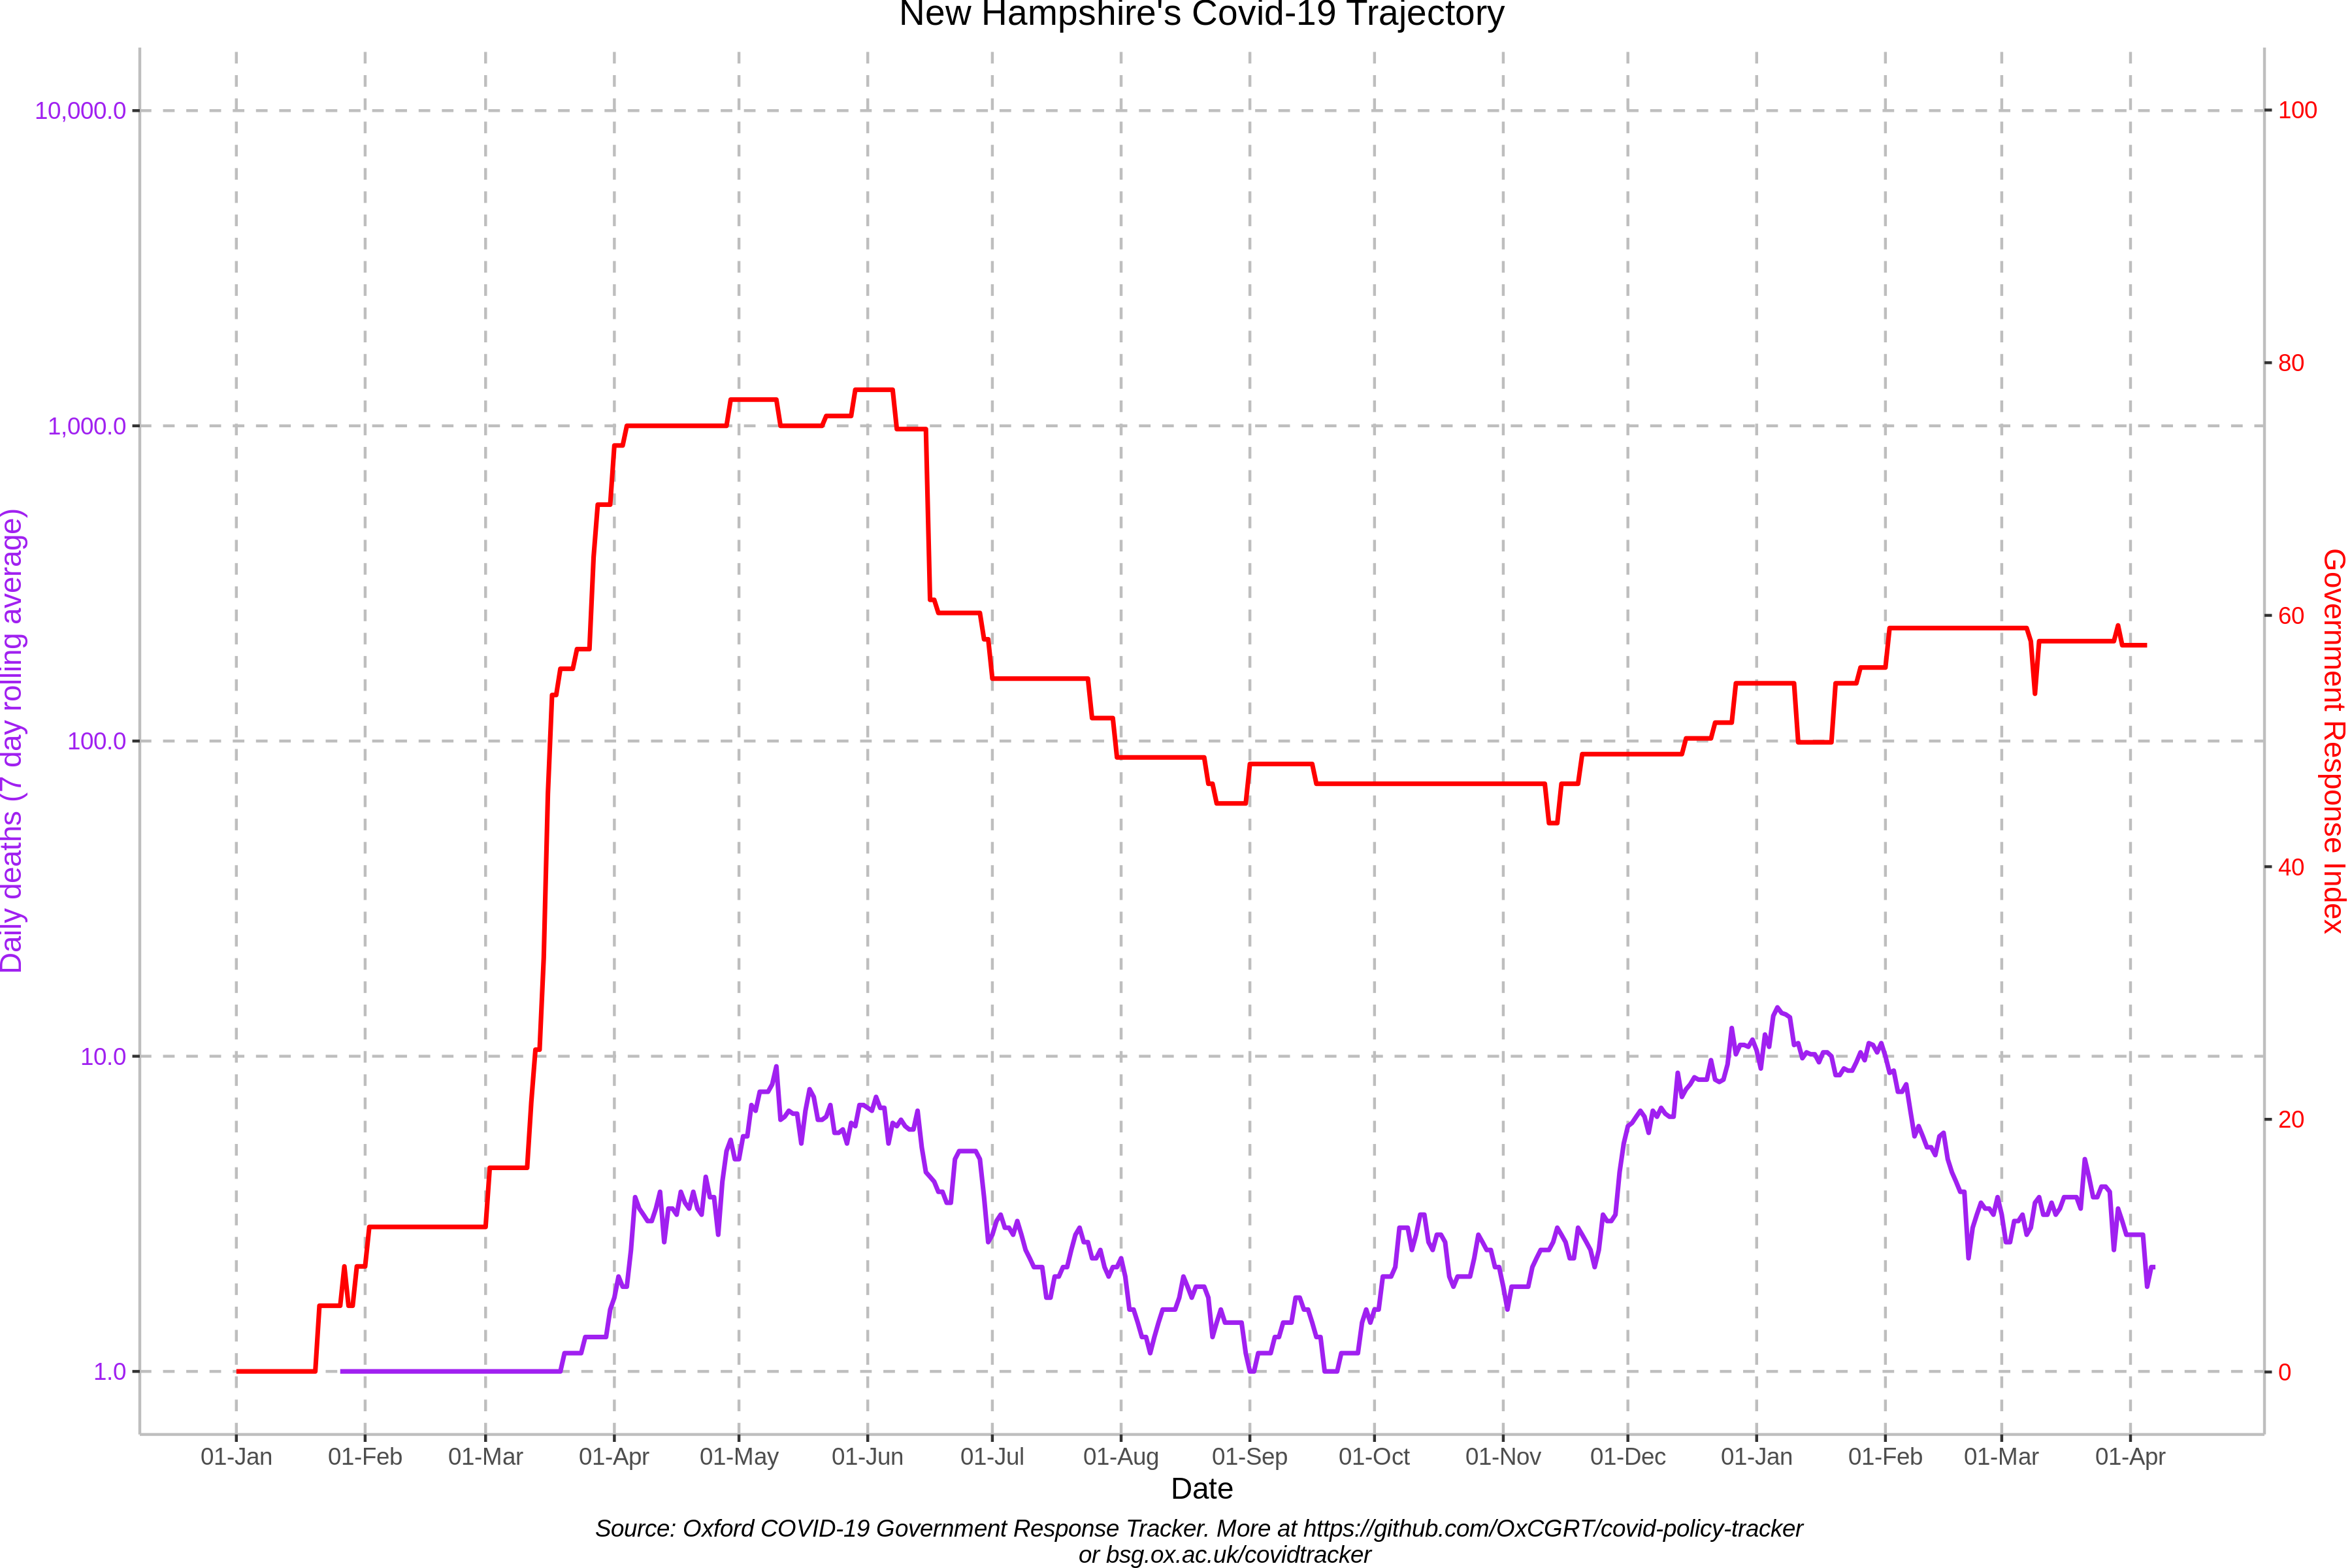 New Hampshire's Covid-19 Trajectory
Daily deaths (7 day rolling average)
10,000.0
1,000.0
100.0
10.0
1.0
100
80
60
40
20
0
Government Response Index
01-Jan 01-Feb 01-Mar 01-Apr 01-May 01-Jun 01-Jul 01-Aug 01-Sep 01-Oct 01-Nov 01-Dec 01-Jan 01-Feb 01-Mar 01-Apr
Date
Source: Oxford COVID-19 Government Response Tracker. More at https://github.com/OxCGRT/covid-policy-tracker
or bsg.ox.ac.uk/covidtracker